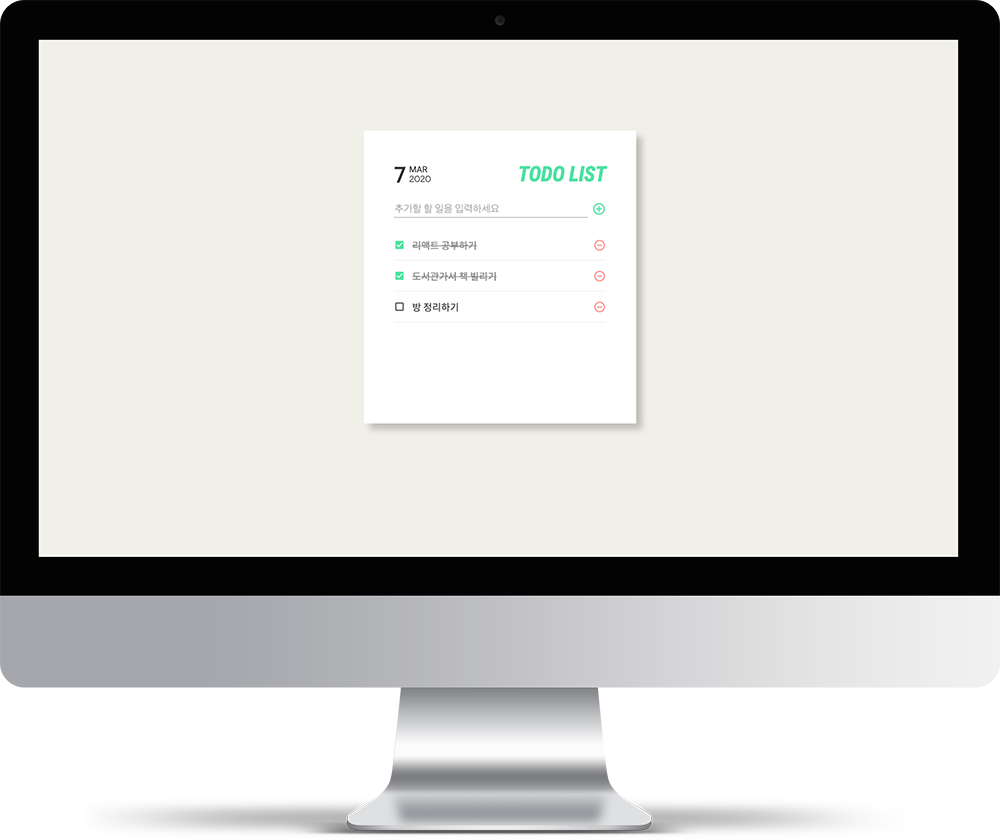 7 MAR
2020
TODO LIST
추가할 할 일을 입력하세요
리액트 공부하기
도서관가서 책 빌리기
방 정리하기